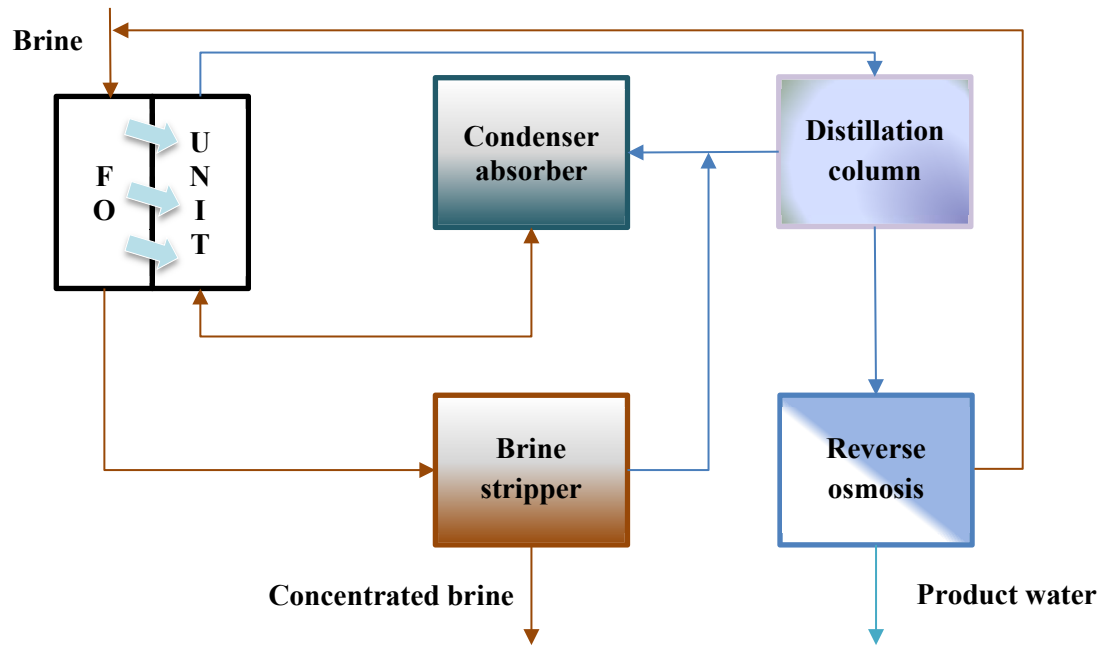 Brine
F
O
U
N
I
T
Condenser
absorber
Distillation
column
Brine
stripper
Reverse
osmosis
Concentrated brine
Product water